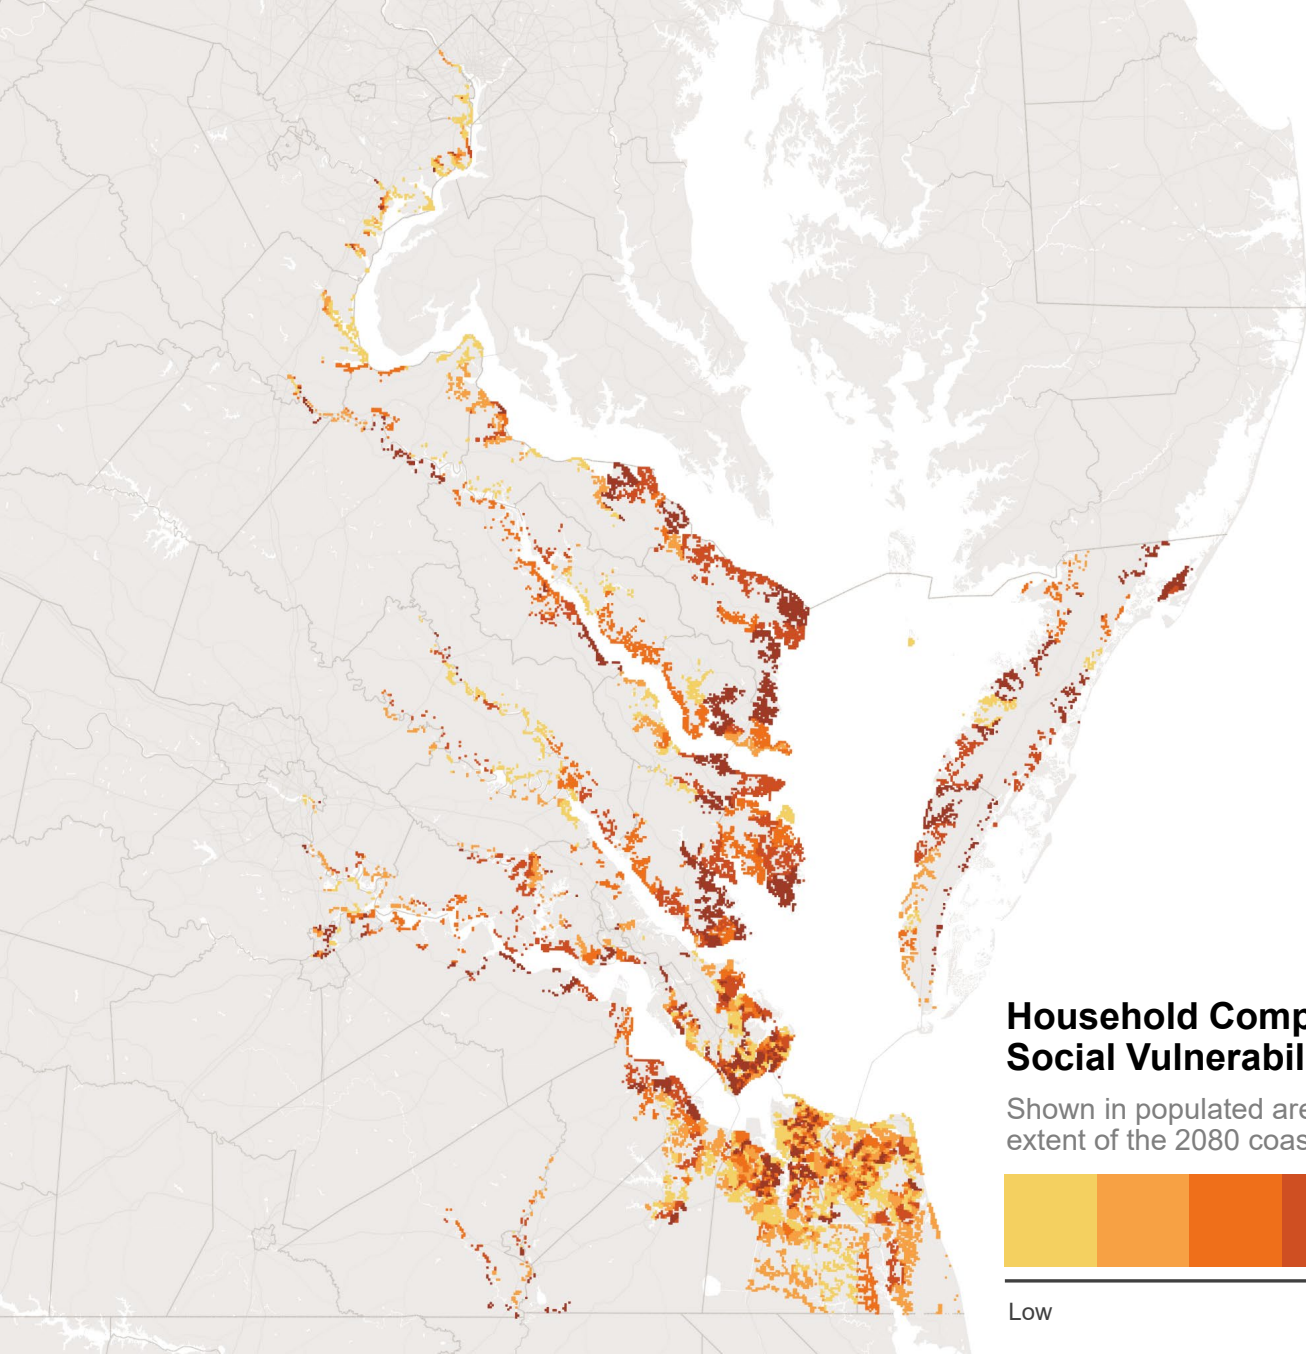 Household Comp
Social Vulnerabil
Shown in populated are
extent of the 2080 coas
Low